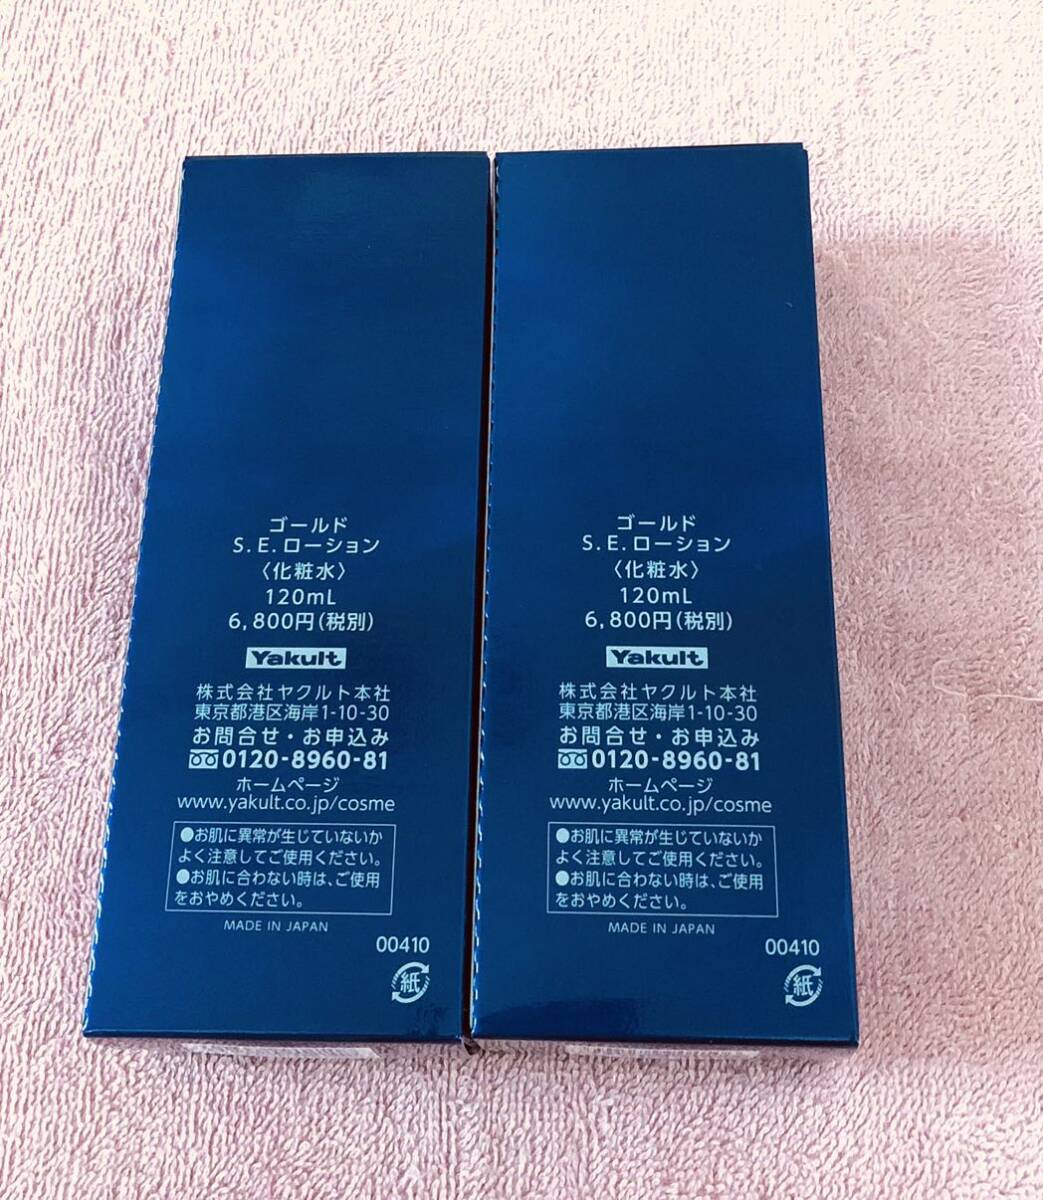 ゴールド
S.E.ローション
〈化粧水〉
120mL
6,800円(税別)
Yakult
株式会社ヤクルト本社
東京都港区海岸1-10-30
お問合せ・お申込み
0120-8960-81
ホームページ
www.yakult.co.jp/cosme
●お肌に異常が生じていないか
よく注意してご使用ください。
●お肌に合わない時は、ご使用
をおやめください。
MADE IN JAPAN
00410
紙
ゴールド
S.E.ローション
〈化粧水〉
120mL
6,800円(税別)
Yakult
株式会社ヤクルト本社
東京都港区海岸1-10-30
お問合せ・お申込み
0120-8960-81
ホームページ
www.yakult.co.jp/cosme
●お肌に異常が生じていないか
よく注意してご使用ください。
●お肌に合わない時は、ご使用
をおやめください。
MADE IN JAPAN
00410
紙